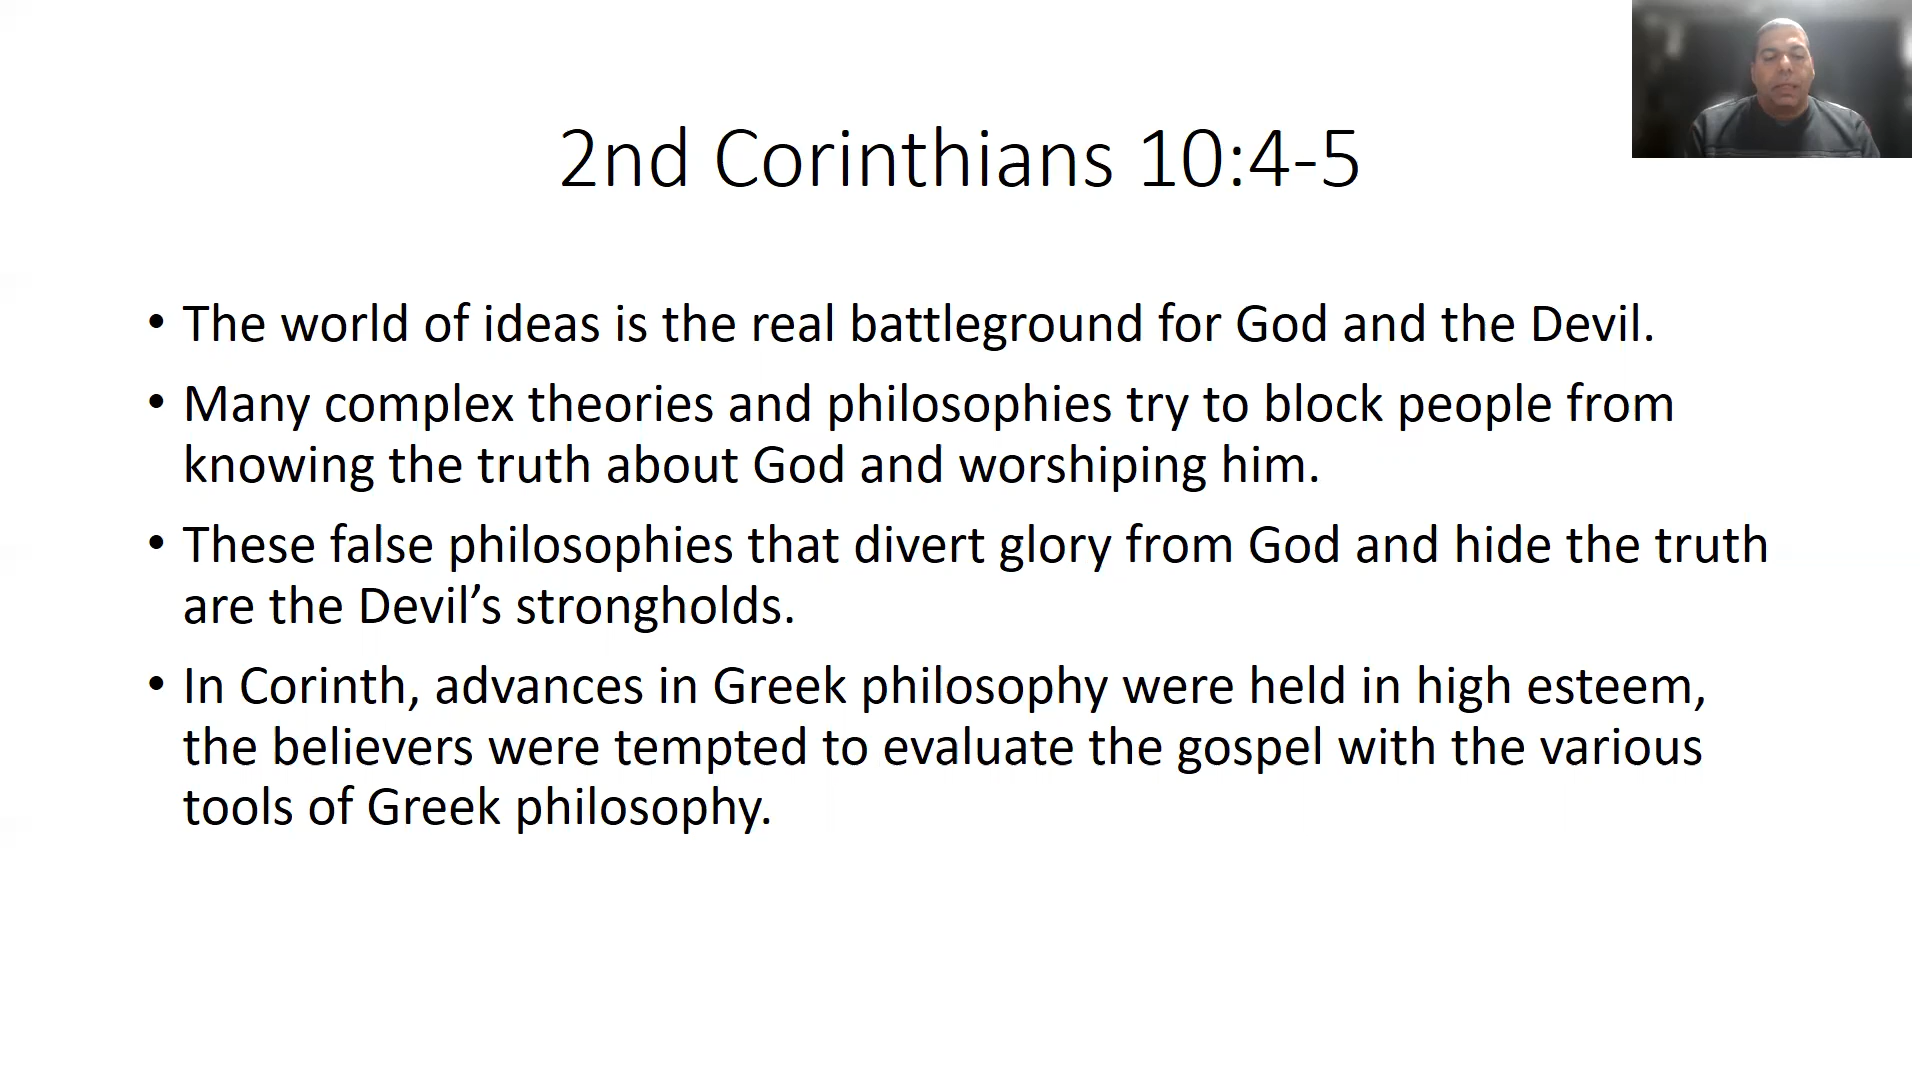 2nd Corinthians 10:4-5
• The world of ideas is the real battleground for God and the Devil.
• Many complex theories and philosophies try to block people from
knowing the truth about God and worshiping him.
• These false philosophies that divert glory from God and hide the truth
are the Devil’s strongholds.
• In Corinth, advances in Greek philosophy were held in high esteem,
the believers were tempted to evaluate the gospel with the various
tools of Greek philosophy.